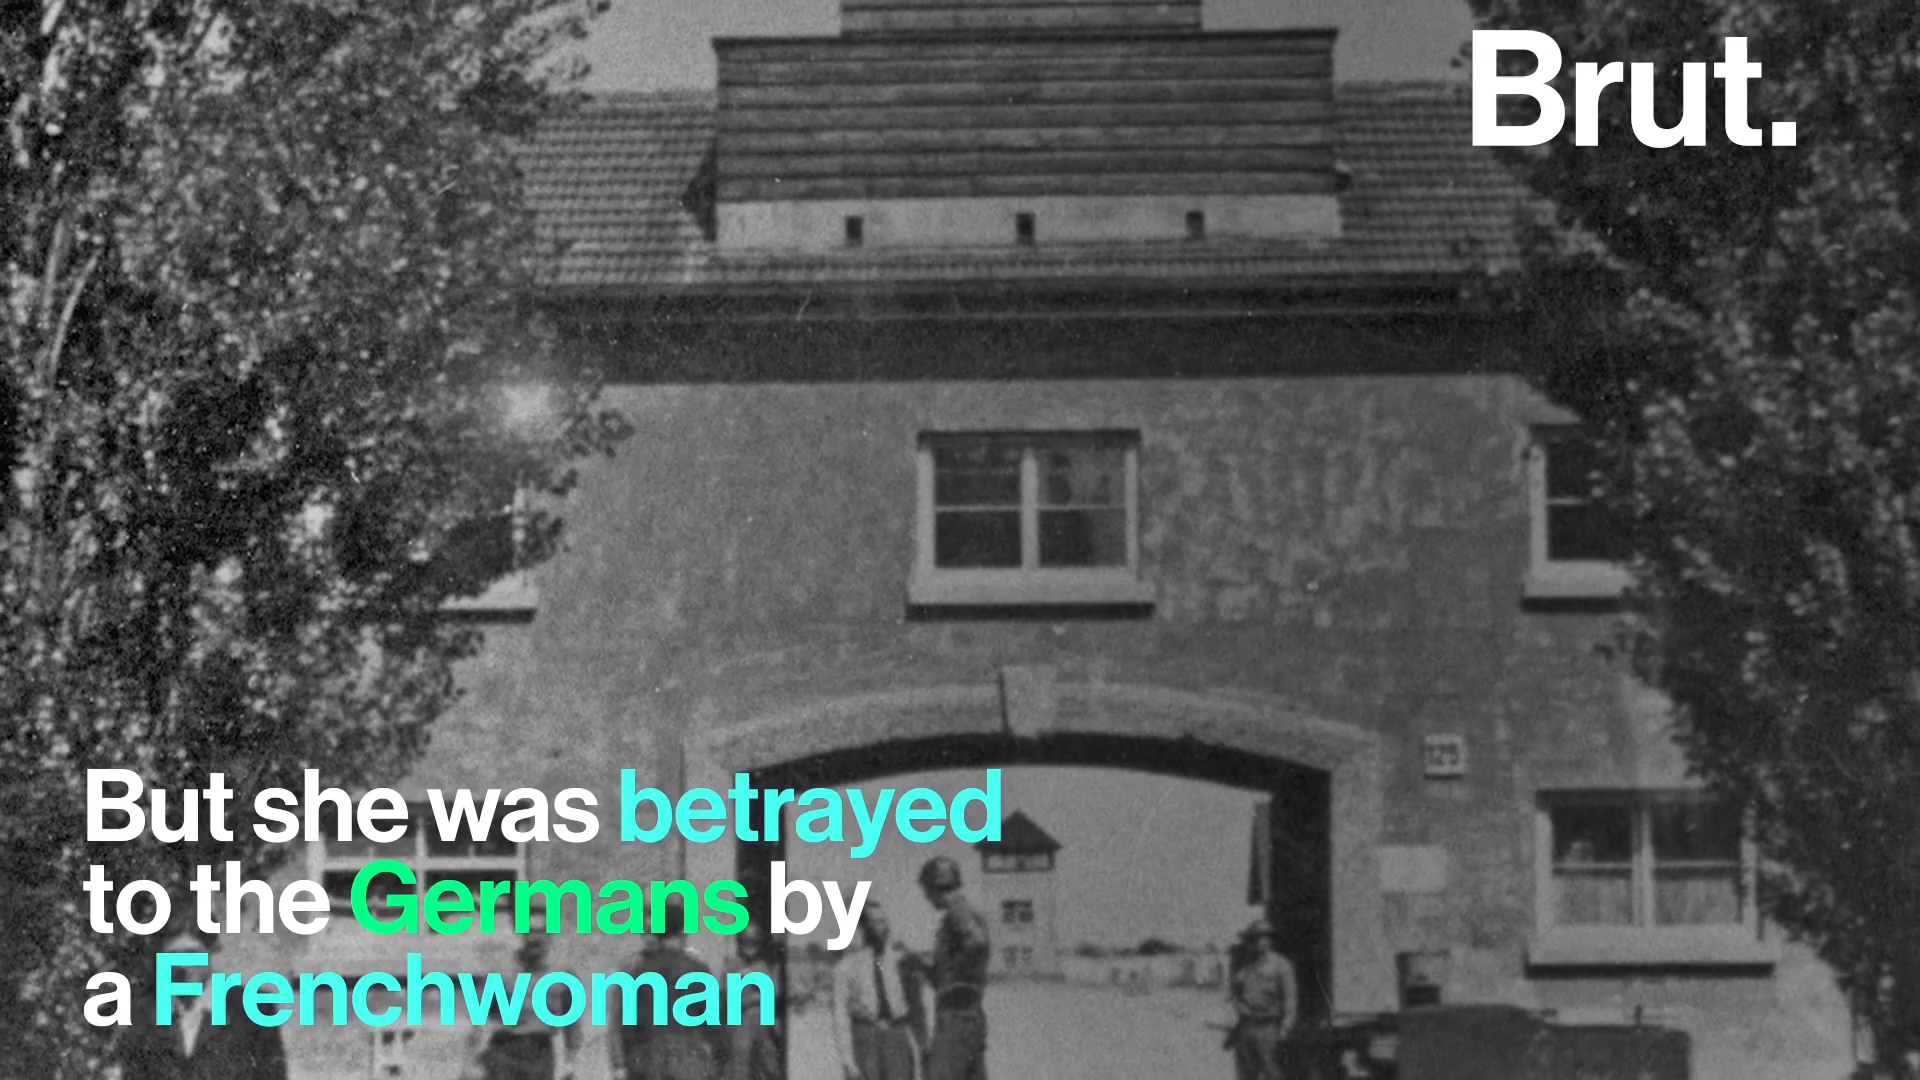 Brut.
But she was betrayed
to the Germans by
a Frenchwoman